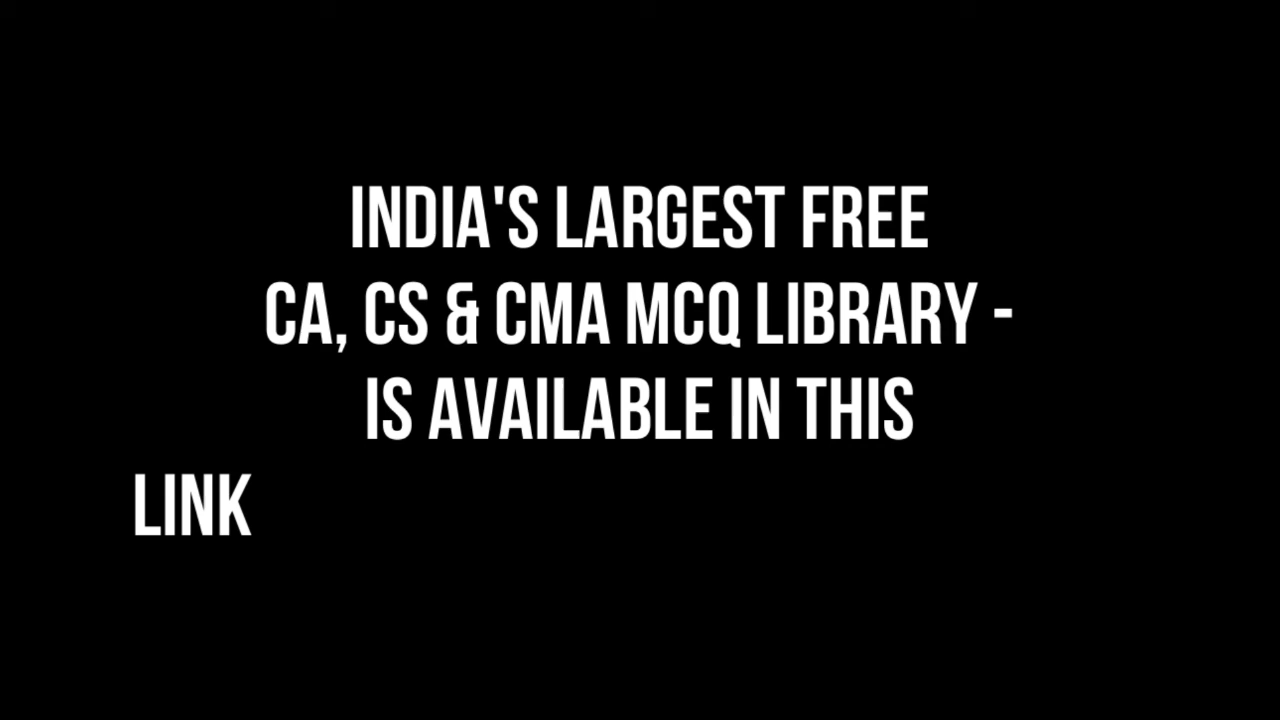 INDIA'S LARGEST FREE
CA, CS & CMA MCQ LIBRARY -
IS AVAILABLE IN THIS
LINK